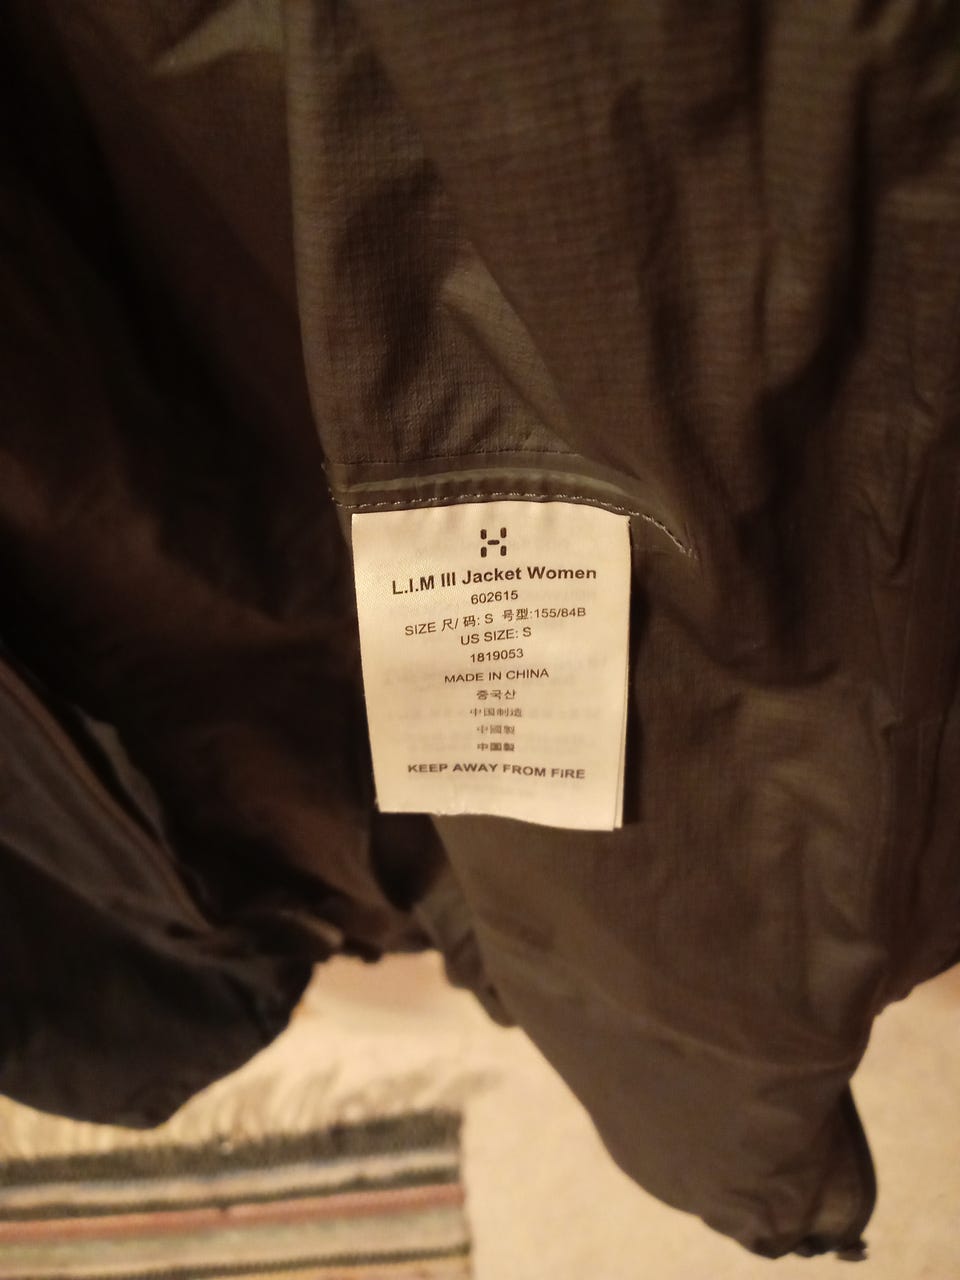 L.I.M III Jacket Women
602615
SIZE 尺/ 码: S 号型:155/84B
US SIZE: S
1819053
MADE IN CHINA
중국산
中国制造
中國製
中国製
KEEP AWAY FROM FIRE